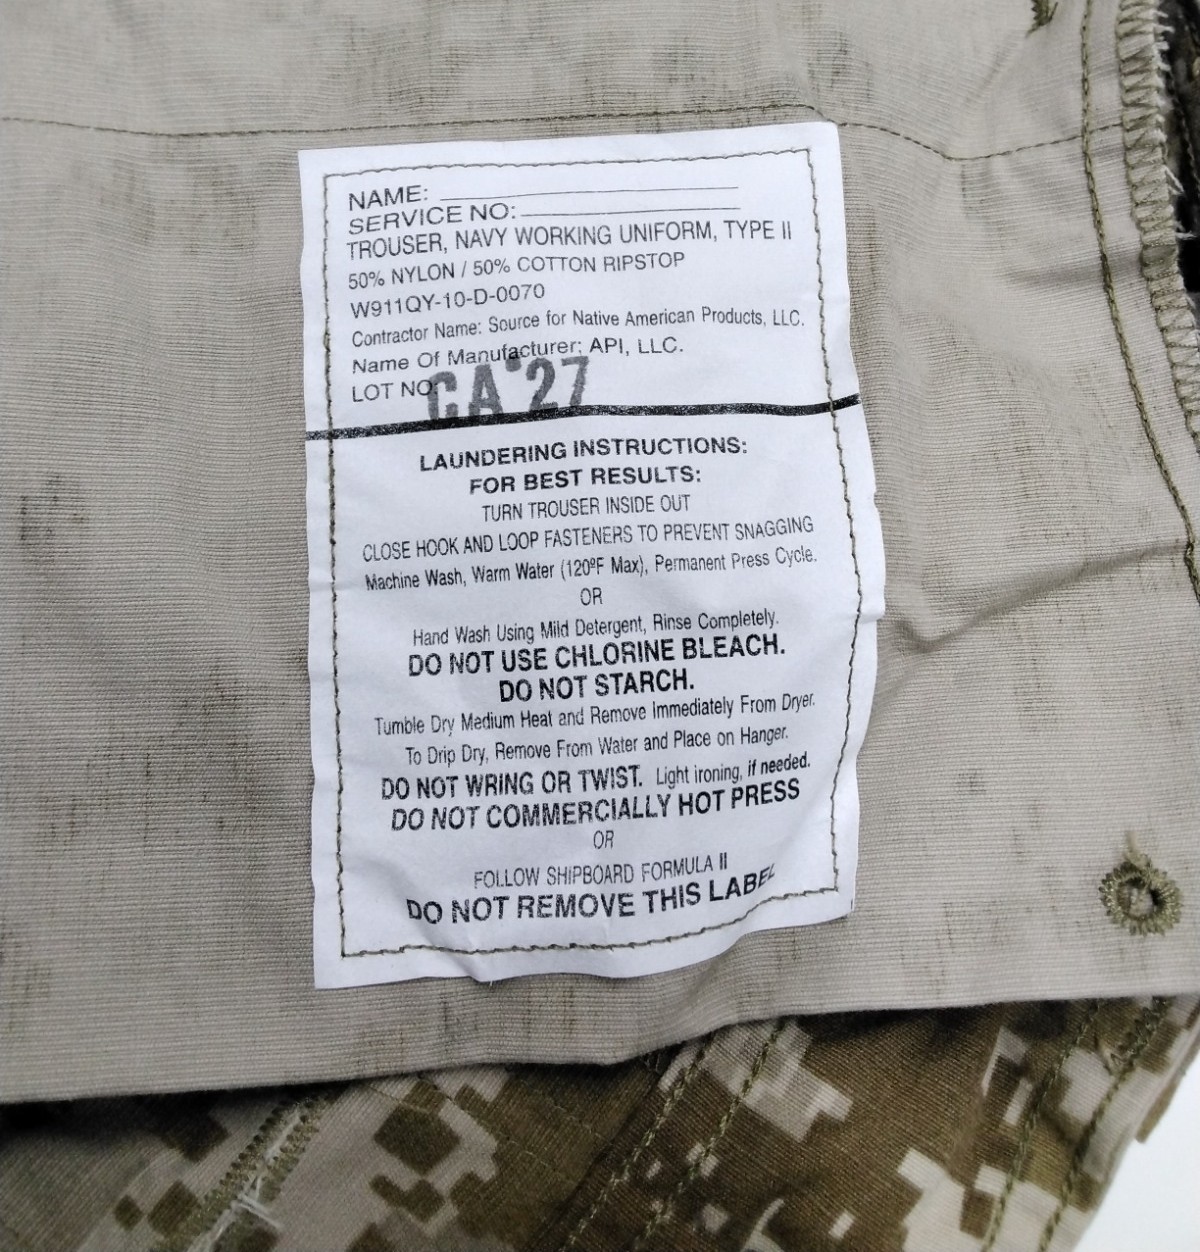 NAME:
SERVICE NO:
TROUSER, NAVY WORKING UNIFORM, TYPE II
50% NYLON / 50% COTTON RIPSTOP
W911QY-10-D-0070
Contractor Name: Source for Native American Products, LLC.
Name Of Manufacturer: API, LLC.
LOT NO: CA 27
LAUNDERING INSTRUCTIONS:
FOR BEST RESULTS:
TURN TROUSER INSIDE OUT
CLOSE HOOK AND LOOP FASTENERS TO PREVENT SNAGGING
Machine Wash, Warm Water (120ºF Max), Permanent Press Cycle.
OR
Hand Wash Using Mild Detergent, Rinse Completely.
DO NOT USE CHLORINE BLEACH.
DO NOT STARCH.
Tumble Dry Medium Heat and Remove Immediately From Dryer.
To Drip Dry, Remove From Water and Place on Hanger.
DO NOT WRING OR TWIST. Light ironing, if needed.
DO NOT COMMERCIALLY HOT PRESS
OR
FOLLOW SHIPBOARD FORMULA II
DO NOT REMOVE THIS LABEL